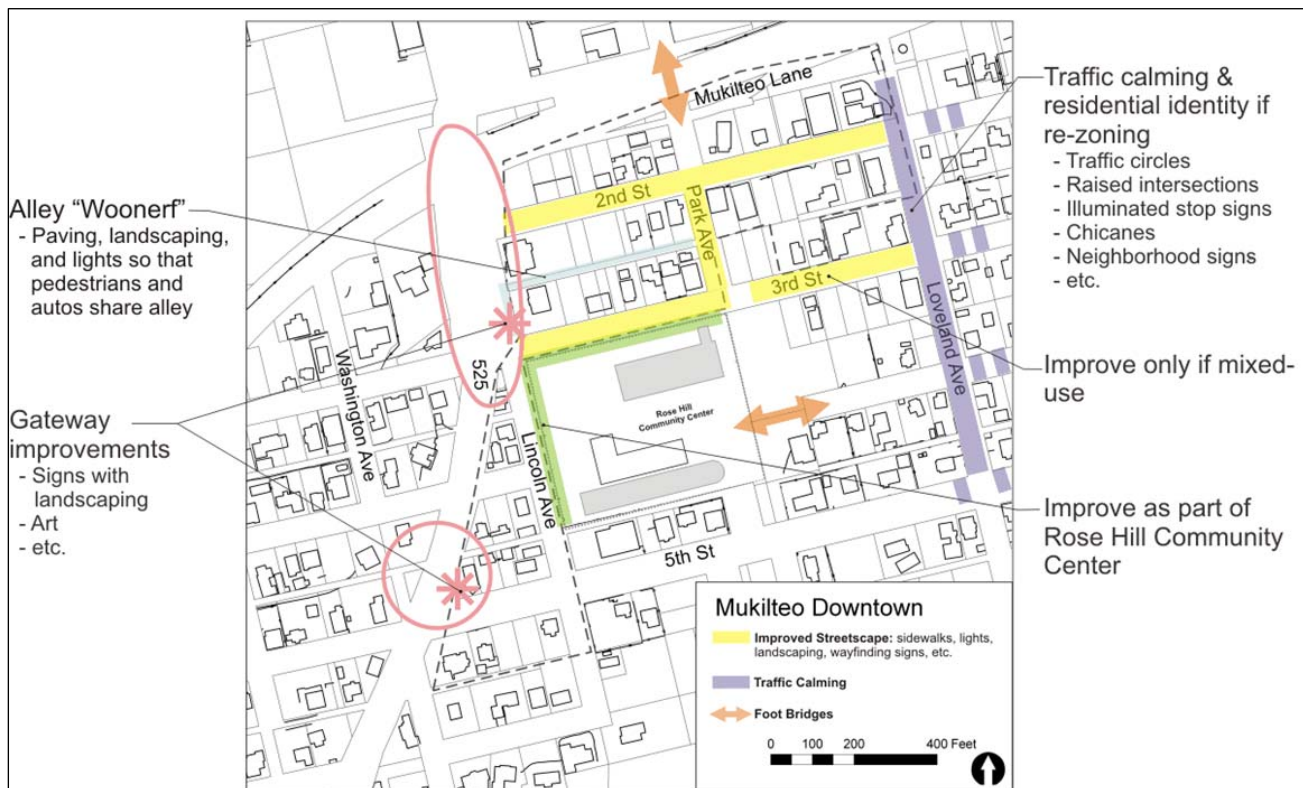 Alley “Woonerf”
- Paving, landscaping,
and lights so that
pedestrians and
autos share alley
Gateway
improvements
- Signs with
landscaping
- Art
- etc.
Mukilteo Lane
2nd St
Park Ave
3rd St
Loveland Ave
Washington Ave
525
Lincoln Ave
Rose Hill
Community Center
5th St
Traffic calming &
residential identity if
re-zoning
- Traffic circles
- Raised intersections
- Illuminated stop signs
- Chicanes
- Neighborhood signs
- etc.
Improve only if mixed-
use
Improve as part of
Rose Hill Community
Center
Mukilteo Downtown
Improved Streetscape: sidewalks, lights,
landscaping, wayfinding signs, etc.
Traffic Calming
Foot Bridges
0 100 200 400 Feet